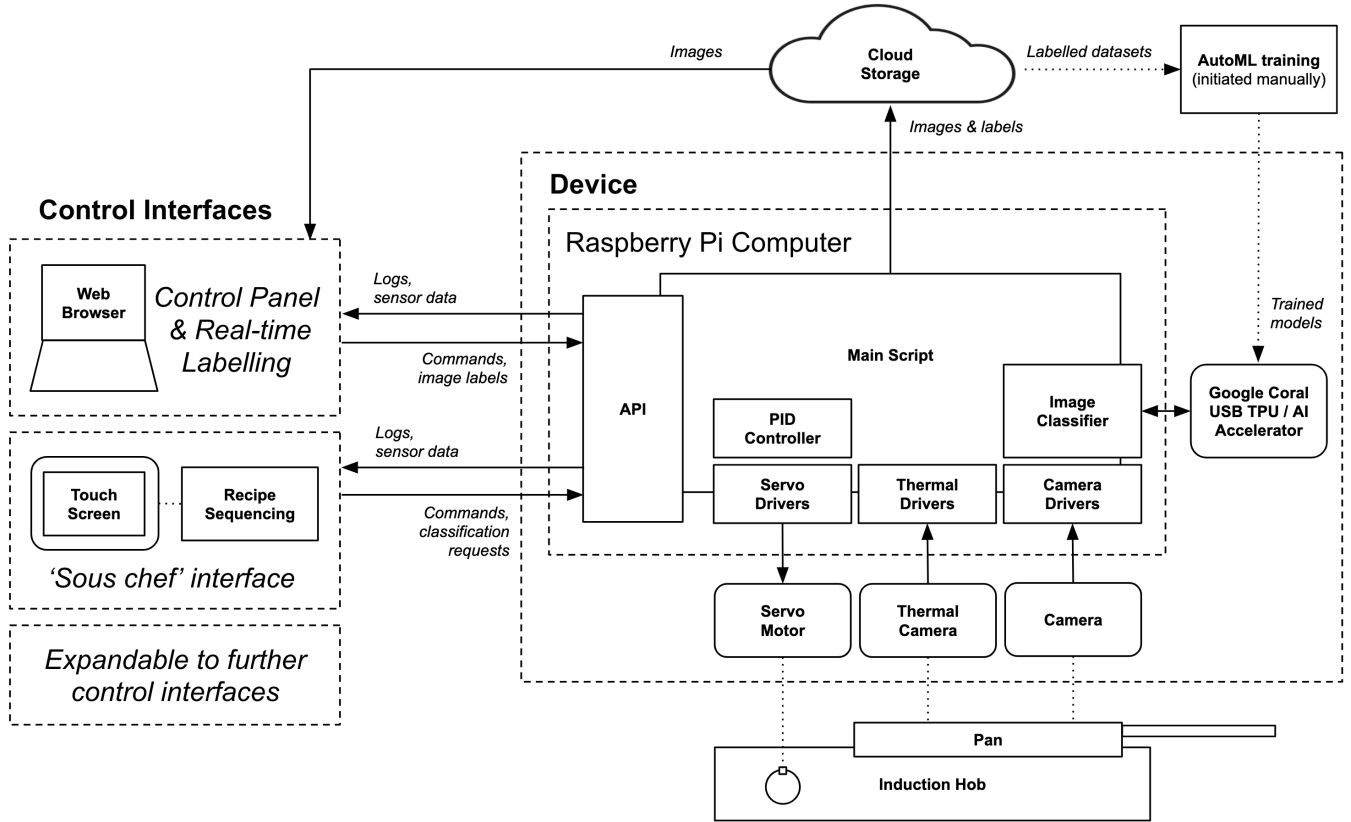 Images
Cloud
Storage
Labelled datasets
AutoML training
(initiated manually)
Images & labels
Device
Control Interfaces
Raspberry Pi Computer
Web
Browser
Control Panel
& Real-time
Labelling
Logs,
sensor data
Commands,
image labels
API
Main Script
Trained
models
PID
Controller
Image
Classifier
Google Coral
USB TPU / AI
Accelerator
Touch
Screen
Recipe
Sequencing
Logs,
sensor data
Commands,
classification
requests
Servo
Drivers
Thermal
Drivers
Camera
Drivers
‘Sous chef’ interface
Servo
Motor
Thermal
Camera
Camera
Expandable to further
control interfaces
Pan
Induction Hob